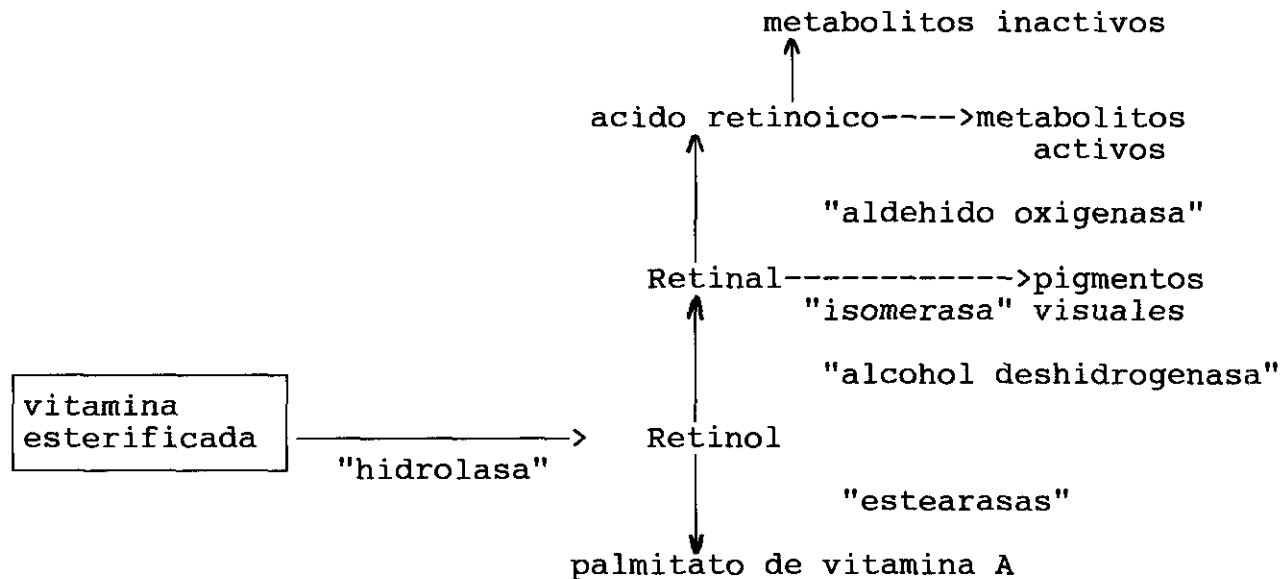 metabolitos inactivos
acido retinoico---->metabolitos
activos
"aldehido oxigenasa"
Retinal------------>pigmentos
"isomerasa" visuales
"alcohol deshidrogenasa"
vitamina
esterificada
Retinol
"hidrolasa"
"estearasas"
palmitato de vitamina A